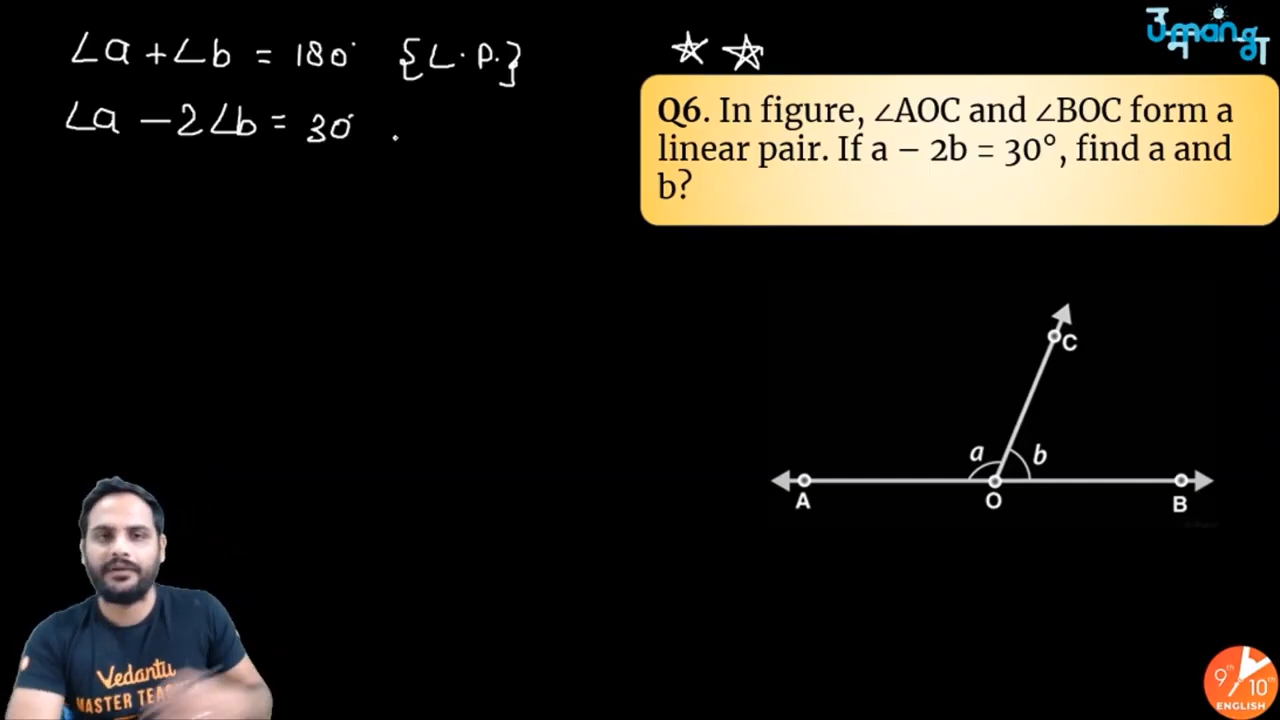 ∠a + ∠b = 180° {L.P.}
∠a − 2∠b = 30° .
उमंग
Umang
Q6. In figure, ∠AOC and ∠BOC form a
linear pair. If a – 2b = 30°, find a and
b?
C
a
b
A
O
B
Vedantu
MASTER TEA
9th
10th
ENGLISH